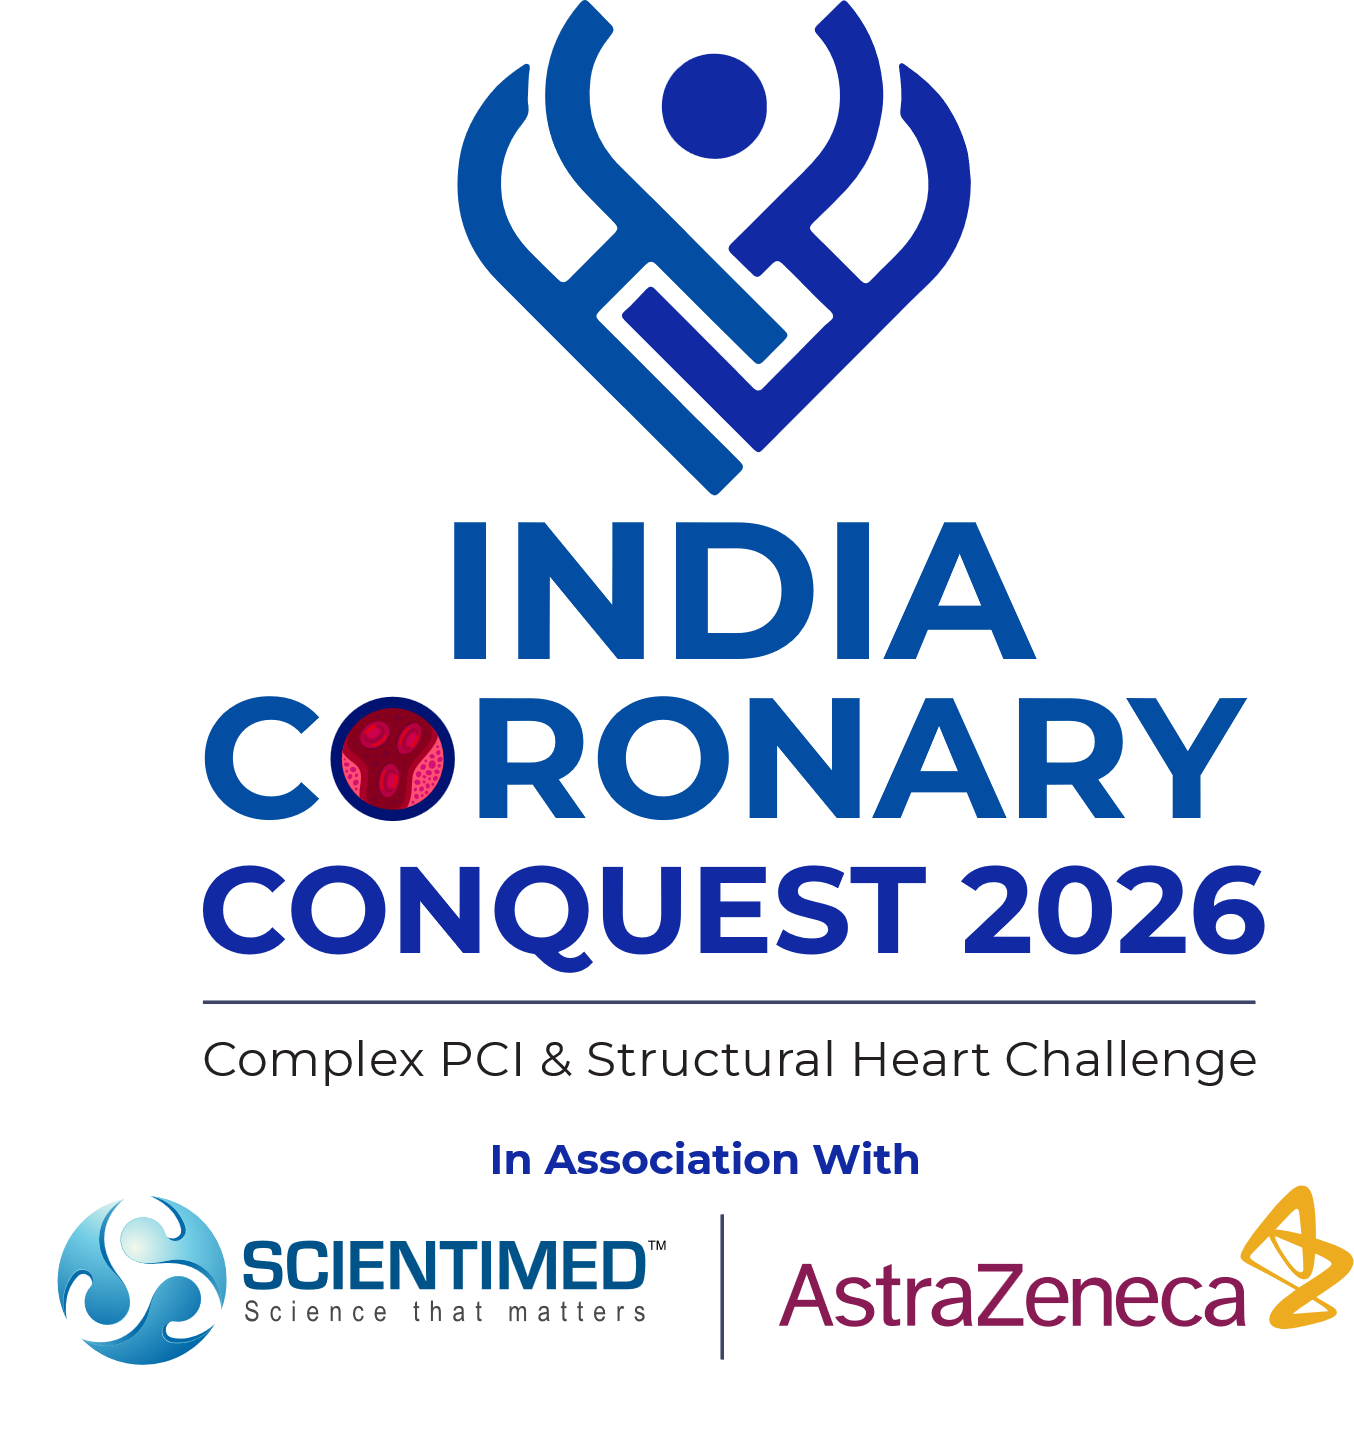 INDIA
CORONARY
CONQUEST 2026
Complex PCI & Structural Heart Challenge
In Association With
SCIENTIMED™
Science that matters
AstraZeneca